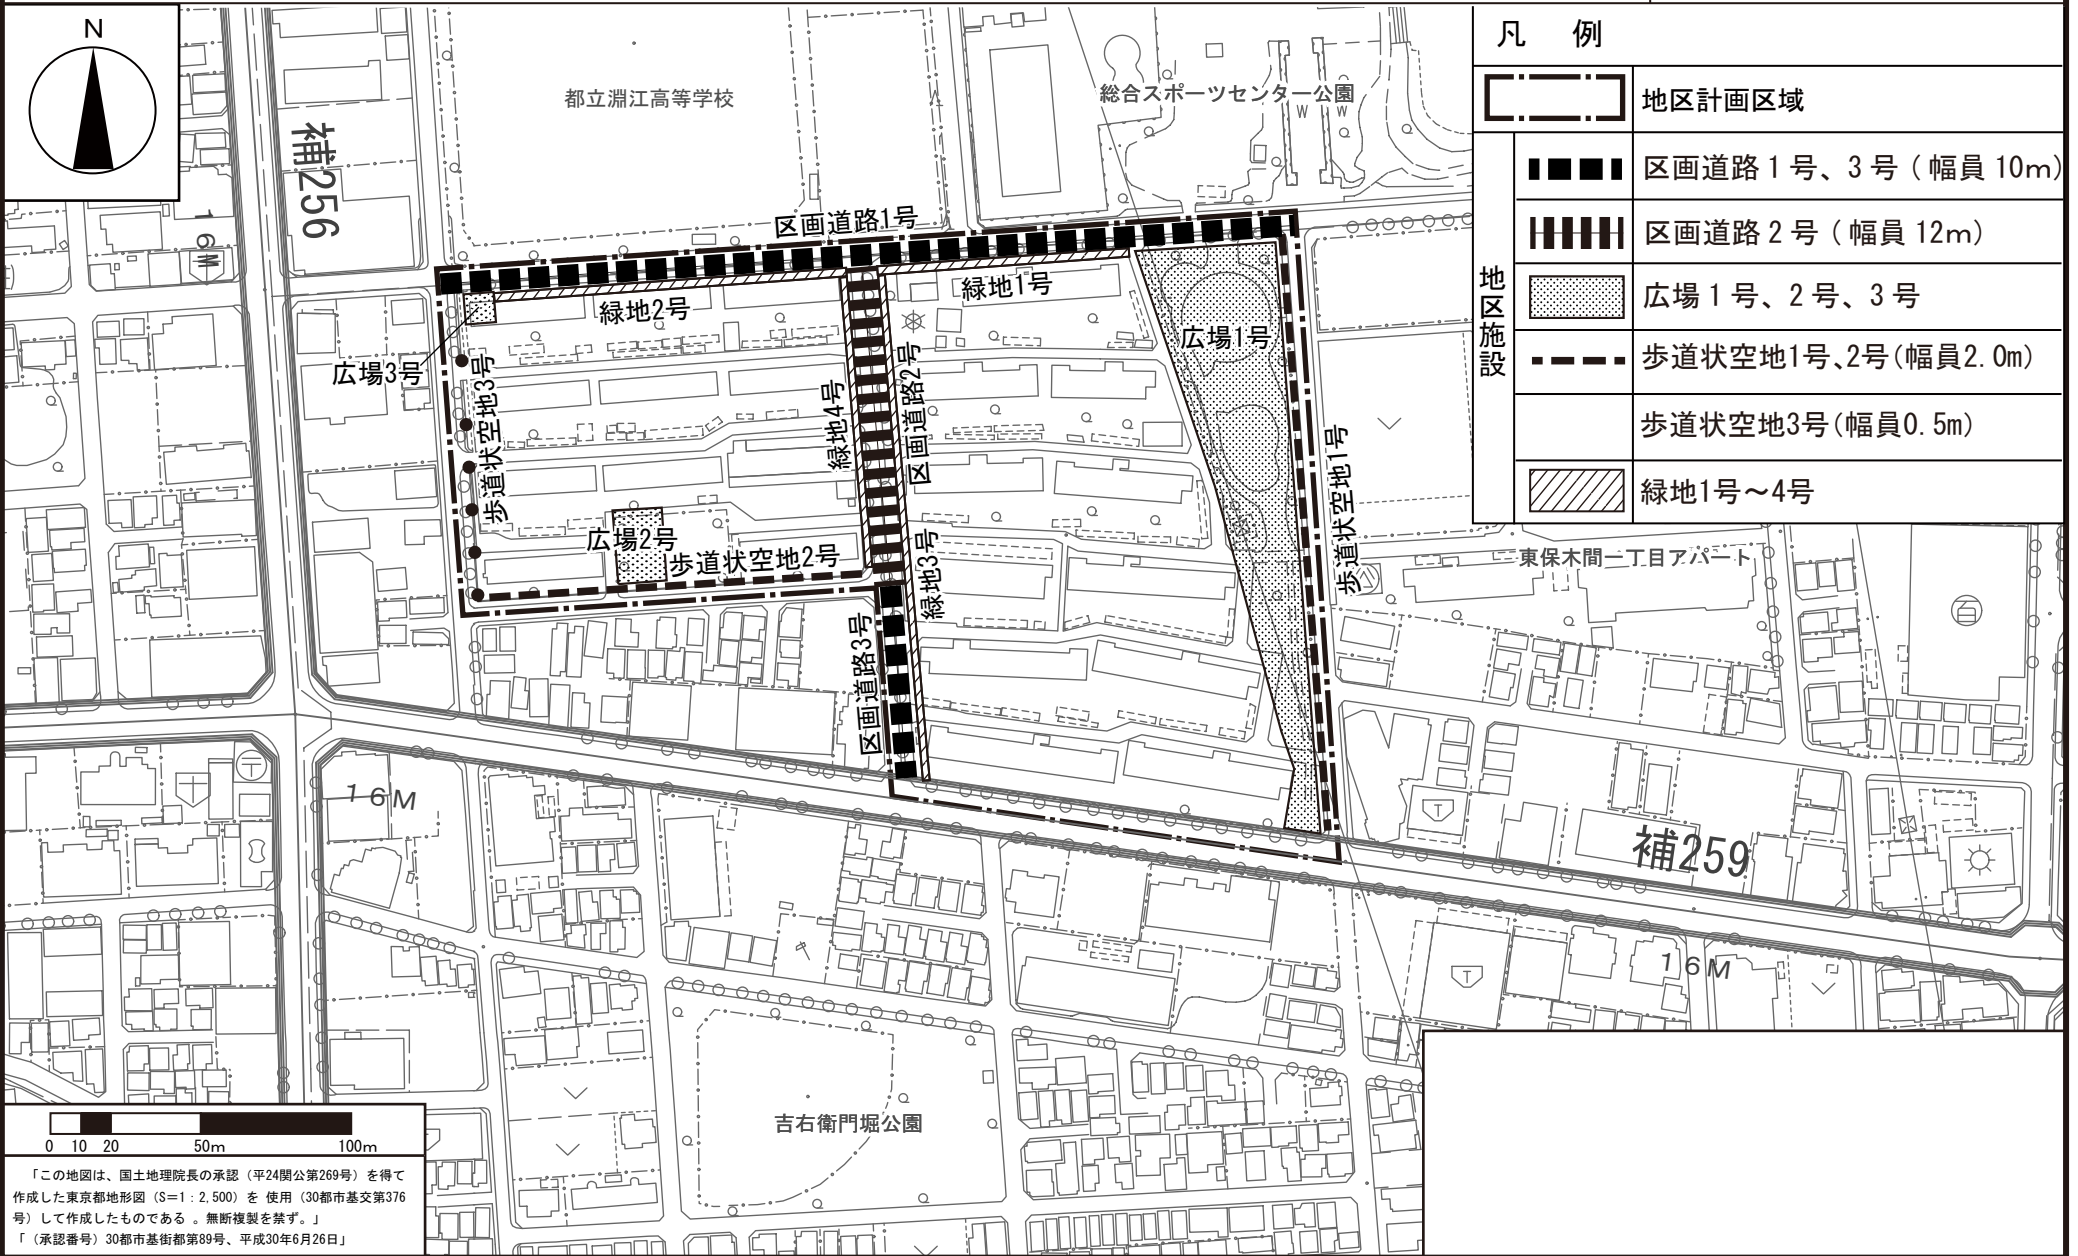 N
凡 例
地区計画区域
地区施設
区画道路1号、3号(幅員10m)
区画道路2号(幅員12m)
広場1号、2号、3号
歩道状空地1号、2号(幅員2.0m)
歩道状空地3号(幅員0.5m)
緑地1号～4号
都立淵江高等学校
総合スポーツセンター公園
補256
16M
区画道路1号
緑地2号
緑地1号
広場3号
広場1号
歩道状空地3号
緑地4号
区画道路2号
歩道状空地1号
広場2号
歩道状空地2号
緑地3号
区画道路3号
東保木間一丁目アパート
16M
補259
16M
吉右衛門堀公園
0 10 20 50m 100m
「この地図は、国土地理院長の承認(平24関公第269号)を得て
作成した東京都地形図(S=1:2,500)を 使用(30都市基交第376
号)して作成したものである 。無断複製を禁ず。」
「(承認番号)30都市基街都第89号、平成30年6月26日」